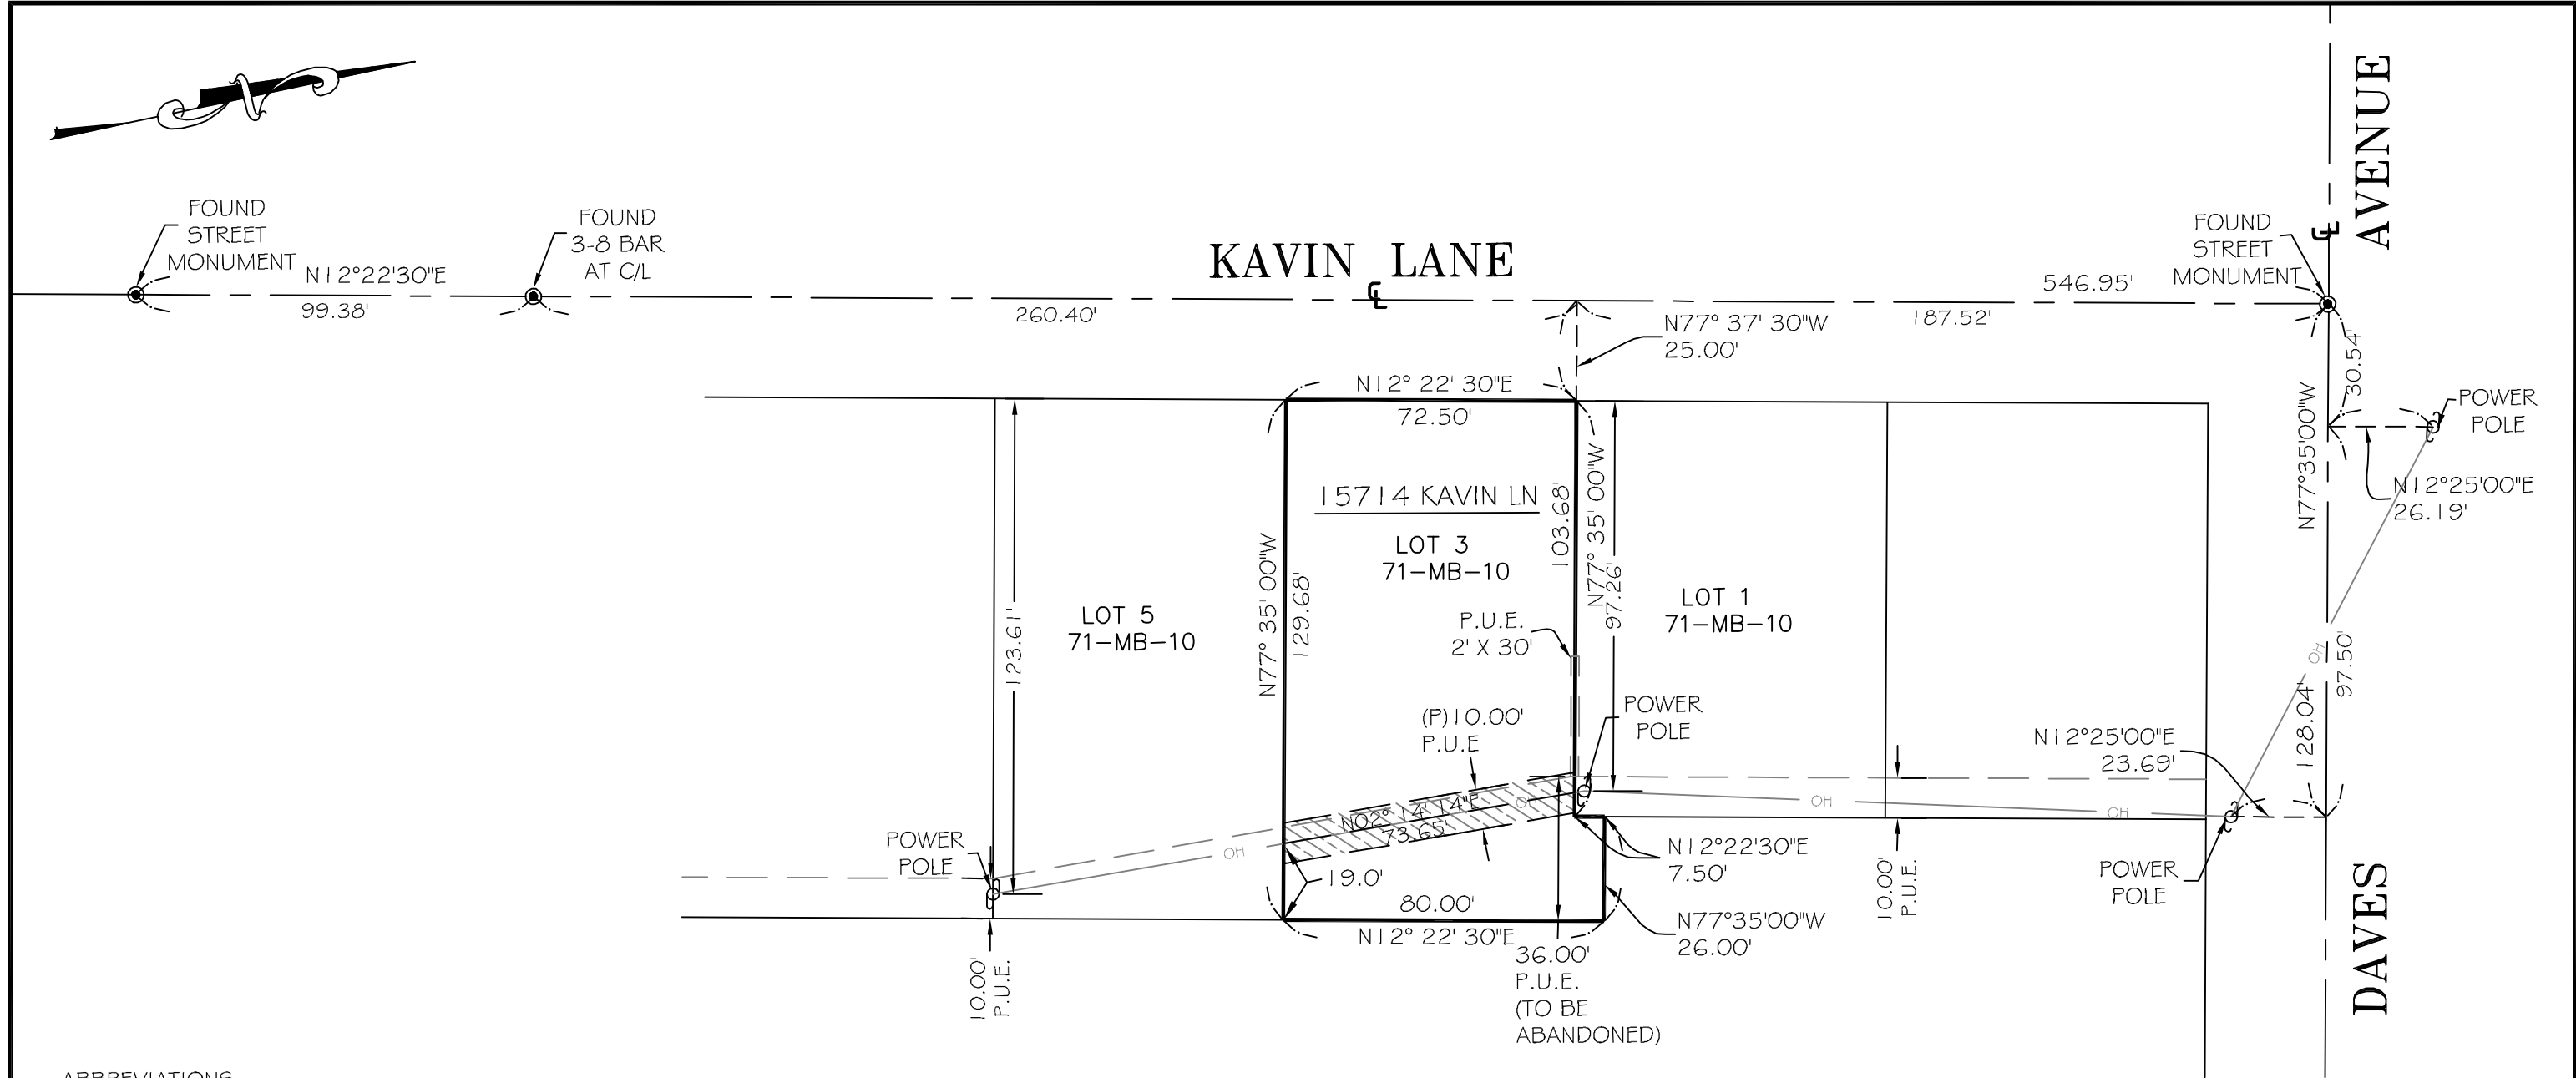 N
AVENUE
FOUND
STREET
MONUMENT
N12°22'30"E
99.38'
FOUND
3-8 BAR
AT C/L
KAVIN LANE
℄
260.40'
N77° 37' 30"W
25.00'
546.95'
187.52'
FOUND
STREET
MONUMENT
℄
30.54'
N77°35'00"W
POWER
POLE
N12°25'00"E
26.19'
N12° 22' 30"E
72.50'
15714 KAVIN LN
LOT 3
71-MB-10
103.68'
N77° 35' 00"W
97.26'
LOT 1
71-MB-10
LOT 5
71-MB-10
123.61'
N77° 35' 00"W
129.68'
P.U.E.
2' X 30'
(P)10.00'
P.U.E
POWER
POLE
OH
97.50'
128.04'
N12°25'00"E
23.69'
N02° 14' 14"E
73.65'
OH
OH
OH
OH
POWER
POLE
19.0'
N12°22'30"E
7.50'
10.00'
P.U.E.
POWER
POLE
80.00'
N12° 22' 30"E
N77°35'00"W
26.00'
36.00'
P.U.E.
(TO BE
ABANDONED)
10.00'
P.U.E.
DAVES
ABBREVIATIONS